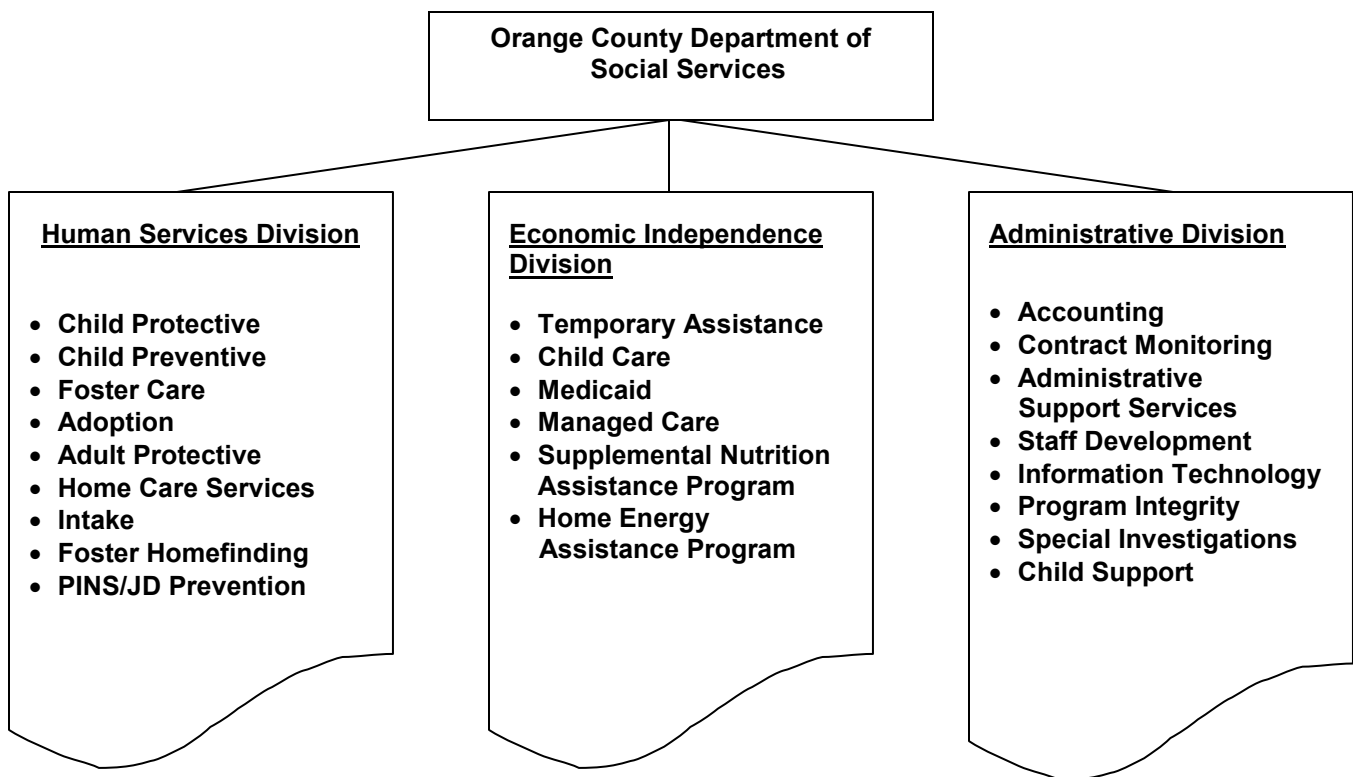 Orange County Department of
Social Services
Human Services Division
• Child Protective
• Child Preventive
• Foster Care
• Adoption
• Adult Protective
• Home Care Services
• Intake
• Foster Homefinding
• PINS/JD Prevention
Economic Independence
Division
• Temporary Assistance
• Child Care
• Medicaid
• Managed Care
• Supplemental Nutrition
Assistance Program
• Home Energy
Assistance Program
Administrative Division
• Accounting
• Contract Monitoring
• Administrative
Support Services
• Staff Development
• Information Technology
• Program Integrity
• Special Investigations
• Child Support